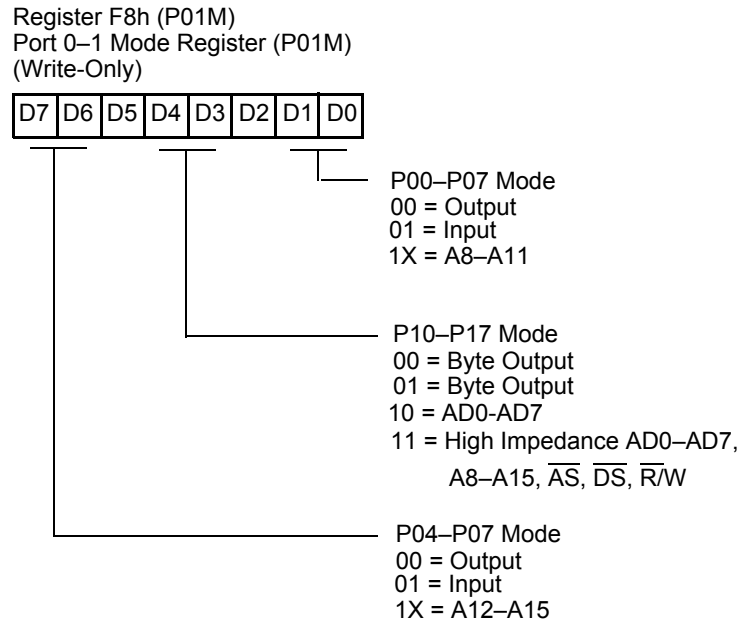 Register F8h (P01M)
Port 0–1 Mode Register (P01M)
(Write-Only)
D7 D6 D5 D4 D3 D2 D1 D0
P00–P07 Mode
00 = Output
01 = Input
1X = A8–A11
P10–P17 Mode
00 = Byte Output
01 = Byte Output
10 = AD0-AD7
11 = High Impedance AD0–AD7,
A8–A15, A̅S̅, D̅S̅, R̅/̅W
P04–P07 Mode
00 = Output
01 = Input
1X = A12–A15